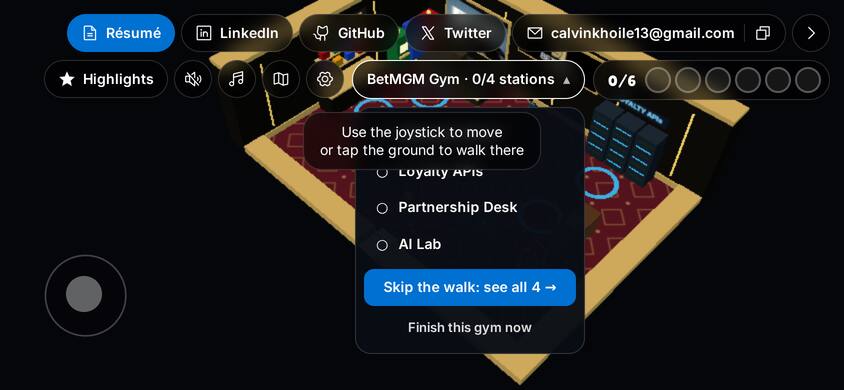 Résumé
LinkedIn
GitHub
Twitter
calvinkhoile13@gmail.com
Highlights
BetMGM Gym · 0/4 stations ▲
0/6
Use the joystick to move
or tap the ground to walk there
Loyalty APIs
Partnership Desk
AI Lab
Skip the walk: see all 4 →
Finish this gym now